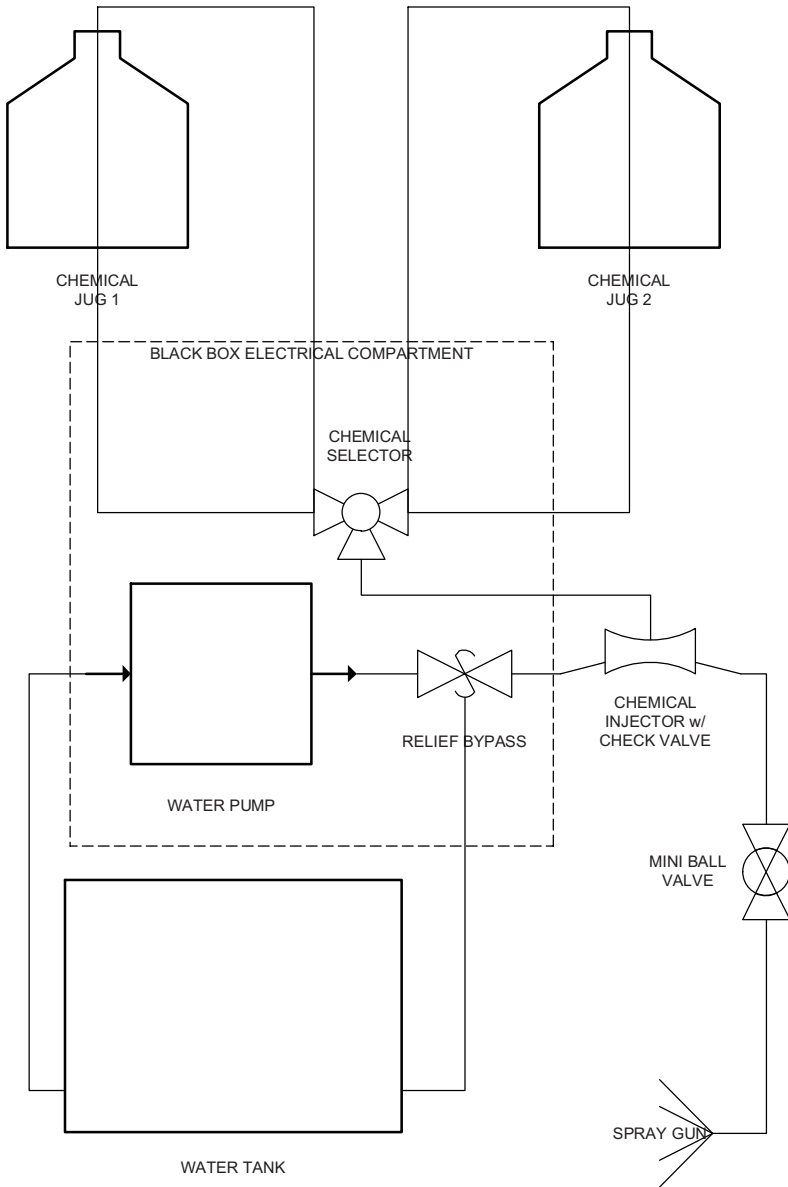 CHEMICAL
JUG 1
CHEMICAL
JUG 2
BLACK BOX ELECTRICAL COMPARTMENT
CHEMICAL
SELECTOR
CHEMICAL
INJECTOR w/
CHECK VALVE
RELIEF BYPASS
WATER PUMP
MINI BALL
VALVE
SPRAY GUN
WATER TANK